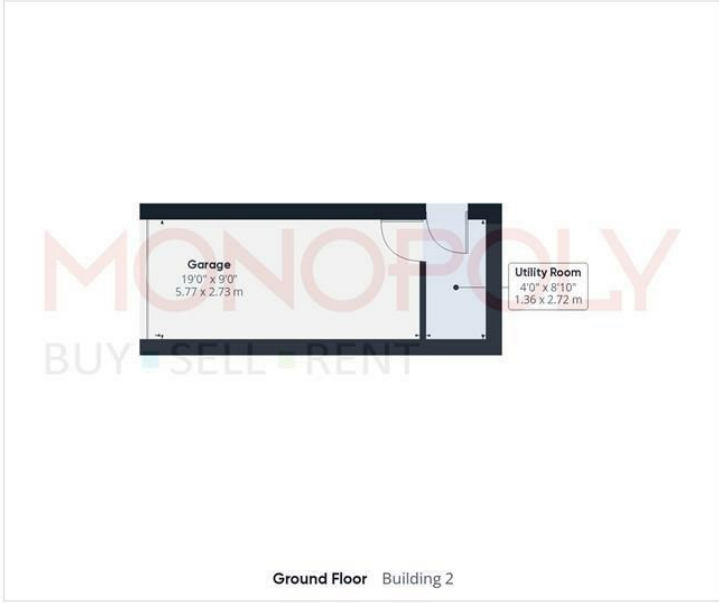 MONOPOLY
BUY SELL RENT
Garage
19'0" x 9'0"
5.77 x 2.73 m
Utility Room
4'0" x 8'10"
1.36 x 2.72 m
Ground Floor Building 2